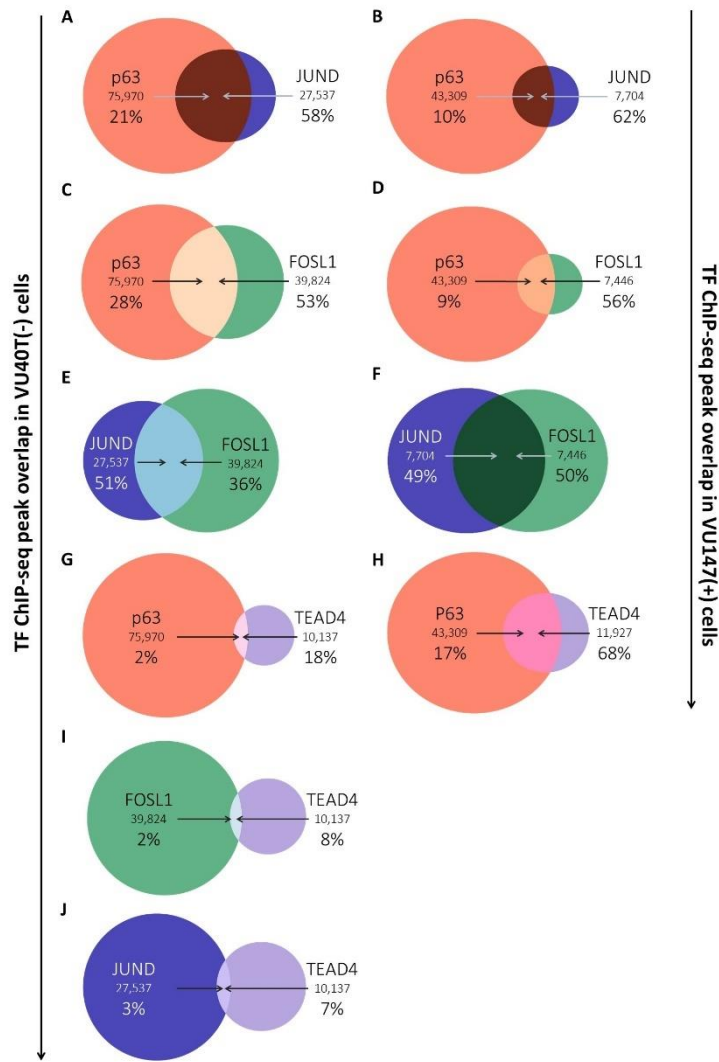 TF ChIP-seq peak overlap in VU40T(-) cells
A
p63
75,970
21%
JUND
27,537
58%
B
p63
43,309
10%
JUND
7,704
62%
C
p63
75,970
28%
FOSL1
39,824
53%
D
p63
43,309
9%
FOSL1
7,446
56%
E
JUND
27,537
51%
FOSL1
39,824
36%
F
JUND
7,704
49%
FOSL1
7,446
50%
G
p63
75,970
2%
TEAD4
10,137
18%
H
P63
43,309
17%
TEAD4
11,927
68%
I
FOSL1
39,824
2%
TEAD4
10,137
8%
J
JUND
27,537
3%
TEAD4
10,137
7%
TF ChIP-seq peak overlap in VU147(+) cells